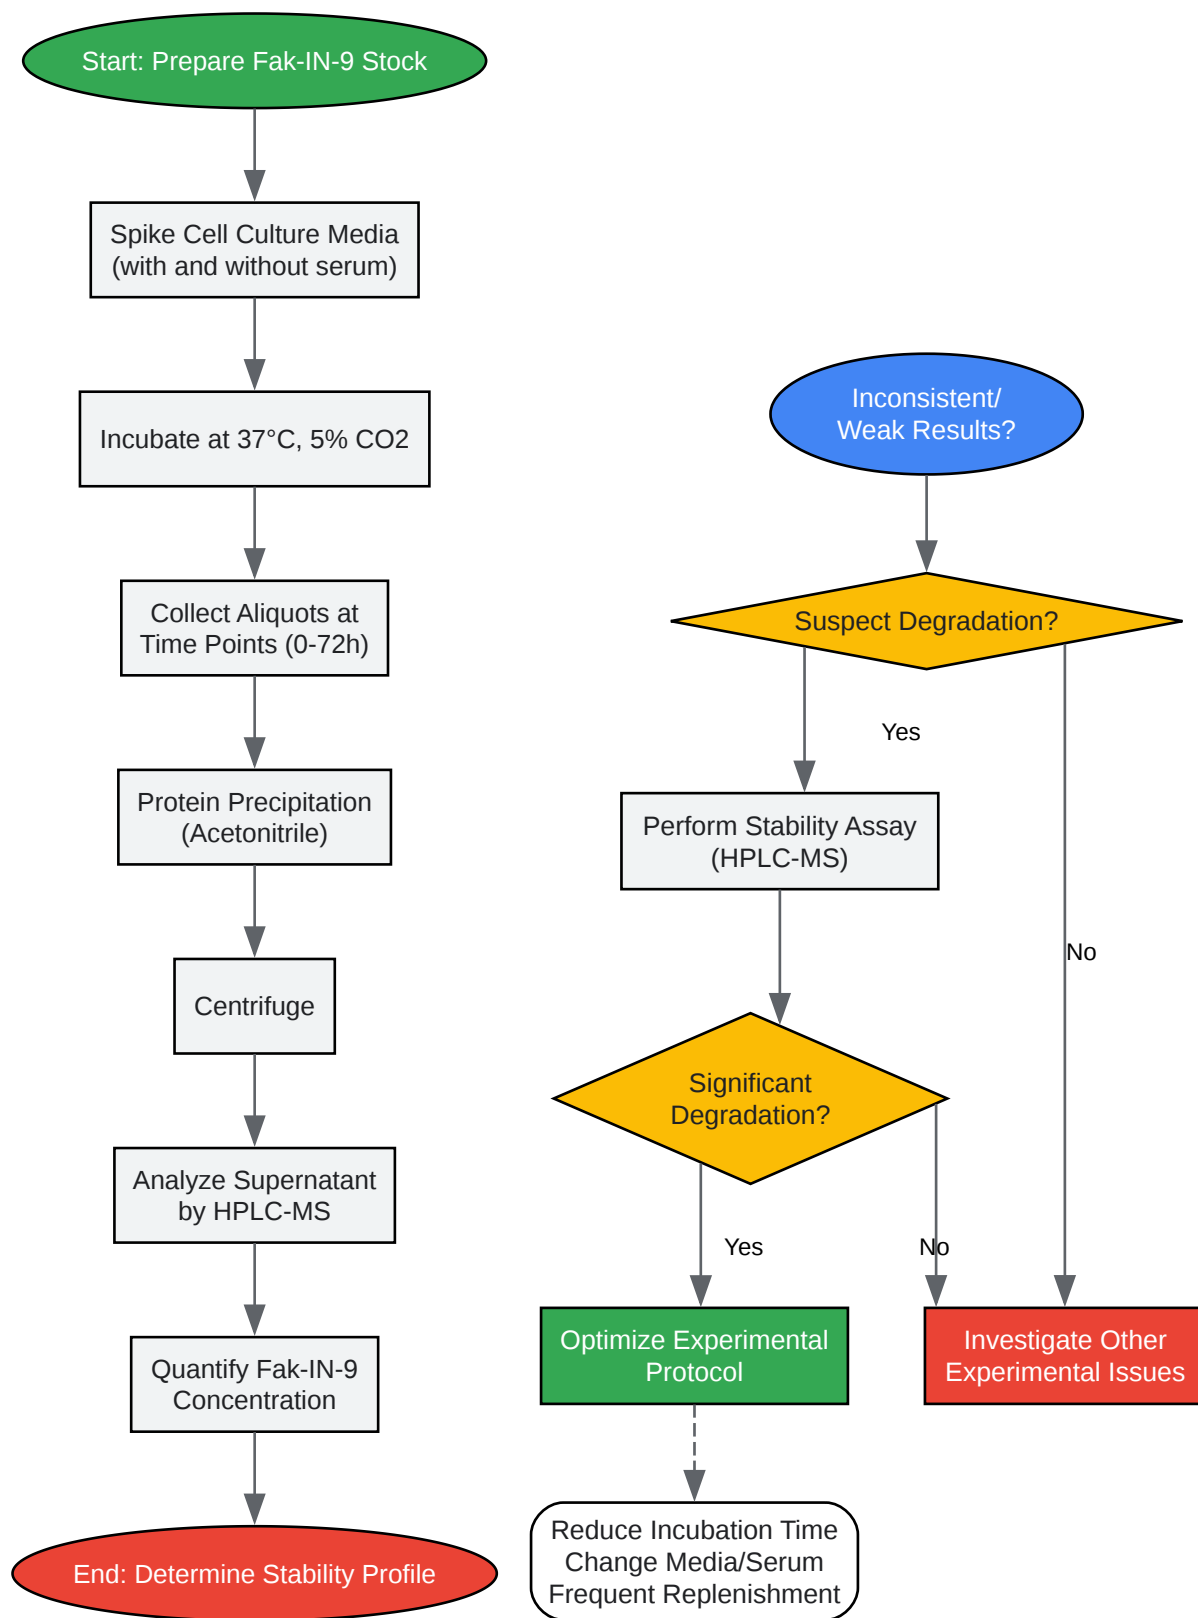 Start: Prepare Fak-IN-9 Stock
Spike Cell Culture Media
(with and without serum)
Incubate at 37°C, 5% CO2
Collect Aliquots at
Time Points (0-72h)
Protein Precipitation
(Acetonitrile)
Centrifuge
Analyze Supernatant
by HPLC-MS
Quantify Fak-IN-9
Concentration
End: Determine Stability Profile
Inconsistent/
Weak Results?
Suspect Degradation?
Yes
No
Perform Stability Assay
(HPLC-MS)
Significant
Degradation?
Yes
No
Optimize Experimental
Protocol
Investigate Other
Experimental Issues
Reduce Incubation Time
Change Media/Serum
Frequent Replenishment